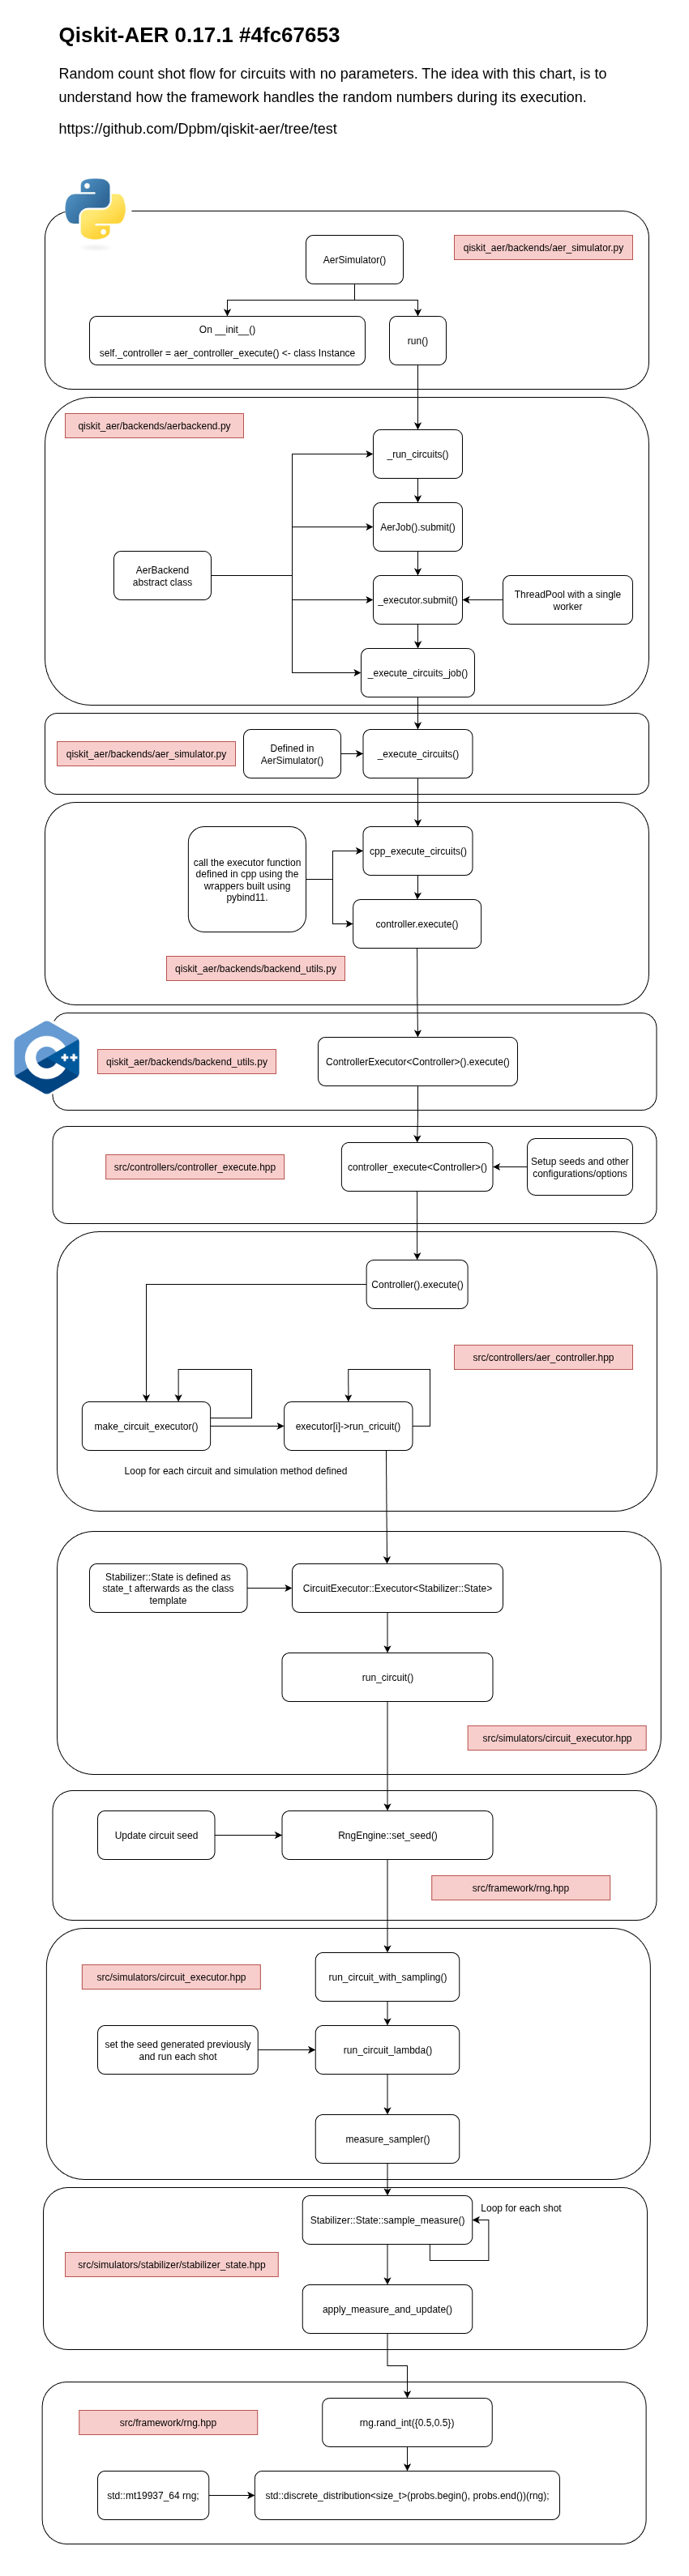 Qiskit-AER 0.17.1 #4fc67653
Random count shot flow for circuits with no parameters. The idea with this chart, is to
understand how the framework handles the random numbers during its execution.
https://github.com/Dpbm/qiskit-aer/tree/test
AerSimulator()
qiskit_aer/backends/aer_simulator.py
On __init__()
self._controller = aer_controller_execute() <- class Instance
run()
qiskit_aer/backends/aerbackend.py
_run_circuits()
AerJob().submit()
AerBackend
abstract class
_executor.submit()
ThreadPool with a single
worker
_execute_circuits_job()
qiskit_aer/backends/aer_simulator.py
Defined in
AerSimulator()
_execute_circuits()
cpp_execute_circuits()
call the executor function
defined in cpp using the
wrappers built using
pybind11.
controller.execute()
qiskit_aer/backends/backend_utils.py
C++
qiskit_aer/backends/backend_utils.py
ControllerExecutor<Controller>().execute()
src/controllers/controller_execute.hpp
controller_execute<Controller>()
Setup seeds and other
configurations/options
Controller().execute()
src/controllers/aer_controller.hpp
make_circuit_executor()
executor[i]->run_cricuit()
Loop for each circuit and simulation method defined
Stabilizer::State is defined as
state_t afterwards as the class
template
CircuitExecutor::Executor<Stabilizer::State>
run_circuit()
src/simulators/circuit_executor.hpp
Update circuit seed
RngEngine::set_seed()
src/framework/rng.hpp
src/simulators/circuit_executor.hpp
run_circuit_with_sampling()
set the seed generated previously
and run each shot
run_circuit_lambda()
measure_sampler()
Loop for each shot
Stabilizer::State::sample_measure()
src/simulators/stabilizer/stabilizer_state.hpp
apply_measure_and_update()
src/framework/rng.hpp
rng.rand_int({0.5,0.5})
std::mt19937_64 rng;
std::discrete_distribution<size_t>(probs.begin(), probs.end())(rng);